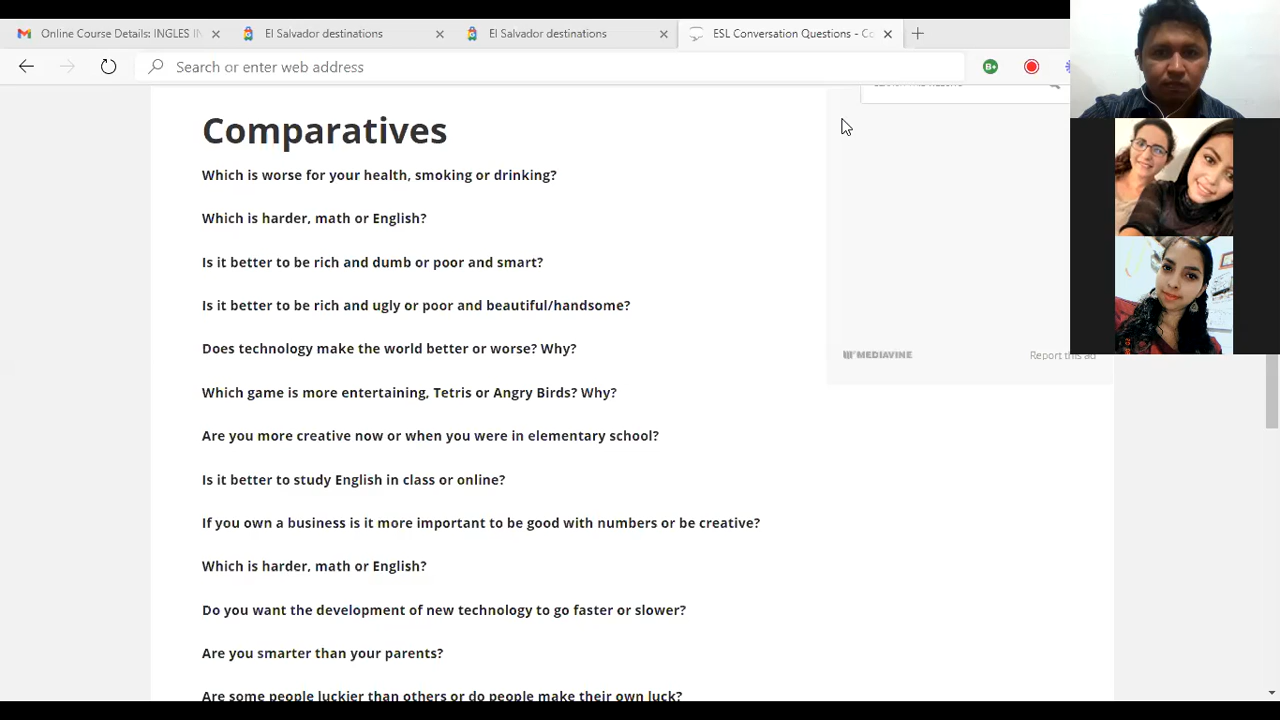 Online Course Details: INGLES IN
El Salvador destinations
El Salvador destinations
ESL Conversation Questions - Co
Search or enter web address
B+
Comparatives
Which is worse for your health, smoking or drinking?
Which is harder, math or English?
Is it better to be rich and dumb or poor and smart?
Is it better to be rich and ugly or poor and beautiful/handsome?
Does technology make the world better or worse? Why?
MEDIAVINE
Report this ad
Which game is more entertaining, Tetris or Angry Birds? Why?
Are you more creative now or when you were in elementary school?
Is it better to study English in class or online?
If you own a business is it more important to be good with numbers or be creative?
Which is harder, math or English?
Do you want the development of new technology to go faster or slower?
Are you smarter than your parents?
Are some people luckier than others or do people make their own luck?